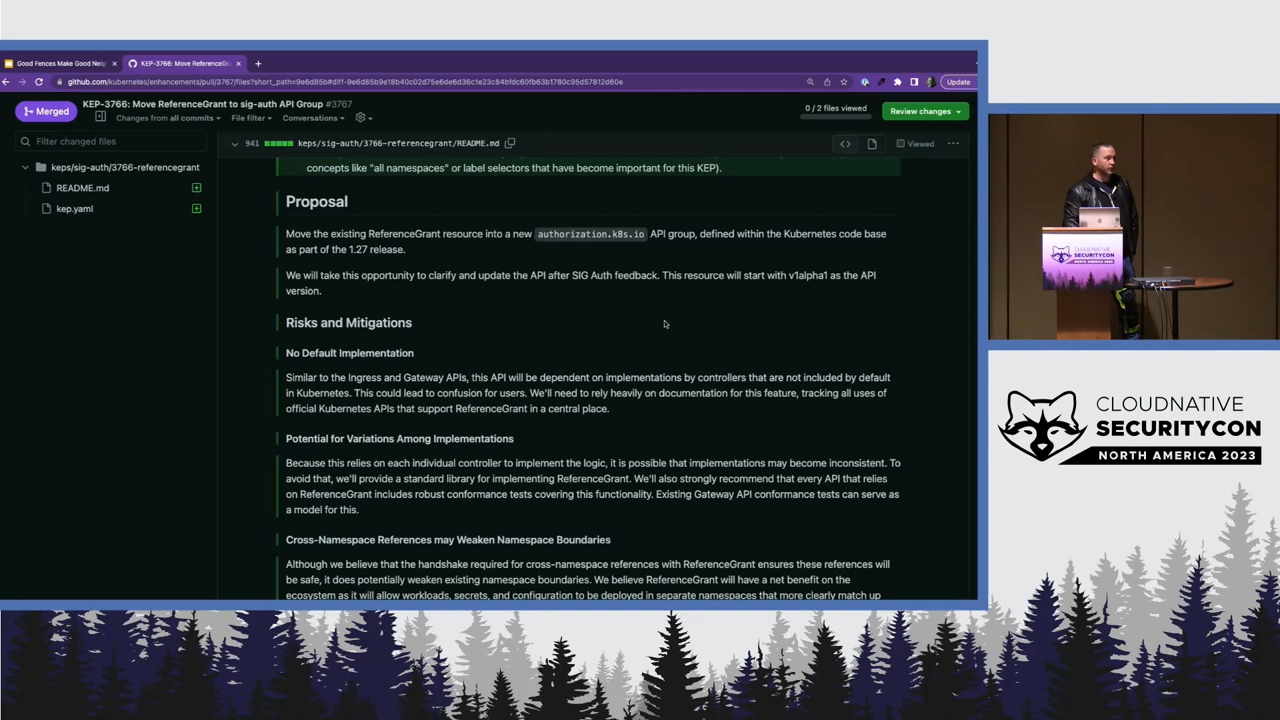 Good Fences Make Good Neig
KEP-3766: Move ReferenceGra
github.com/kubernetes/enhancements/pull/3767/files?short_path=9e6d85b#diff-9e6d85b9e18b40c02d75e6de6d36c1e23c84bfdc60fb63b1780c95d57812d60e
Update
Merged
KEP-3766: Move ReferenceGrant to sig-auth API Group #3767
Changes from all commits
File filter
Conversations
0 / 2 files viewed
Review changes
Filter changed files
941
keps/sig-auth/3766-referencegrant/README.md
Viewed
keps/sig-auth/3766-referencegrant
README.md
kep.yaml
concepts like "all namespaces" or label selectors that have become important for this KEP).
Proposal
Move the existing ReferenceGrant resource into a new authorization.k8s.io API group, defined within the Kubernetes code base
as part of the 1.27 release.
We will take this opportunity to clarify and update the API after SIG Auth feedback. This resource will start with v1alpha1 as the API
version.
Risks and Mitigations
No Default Implementation
Similar to the Ingress and Gateway APIs, this API will be dependent on implementations by controllers that are not included by default
in Kubernetes. This could lead to confusion for users. We'll need to rely heavily on documentation for this feature, tracking all uses of
official Kubernetes APIs that support ReferenceGrant in a central place.
Potential for Variations Among Implementations
Because this relies on each individual controller to implement the logic, it is possible that implementations may become inconsistent. To
avoid that, we'll provide a standard library for implementing ReferenceGrant. We'll also strongly recommend that every API that relies
on ReferenceGrant includes robust conformance tests covering this functionality. Existing Gateway API conformance tests can serve as
a model for this.
Cross-Namespace References may Weaken Namespace Boundaries
Although we believe that the handshake required for cross-namespace references with ReferenceGrant ensures these references will
be safe, it does potentially weaken existing namespace boundaries. We believe ReferenceGrant will have a net benefit on the
ecosystem as it will allow workloads, secrets, and configuration to be deployed in separate namespaces that more clearly match up
CLOUDNATIVE
SECURITYCON
CLOUDNATIVE
SECURITYCON
NORTH AMERICA 2023